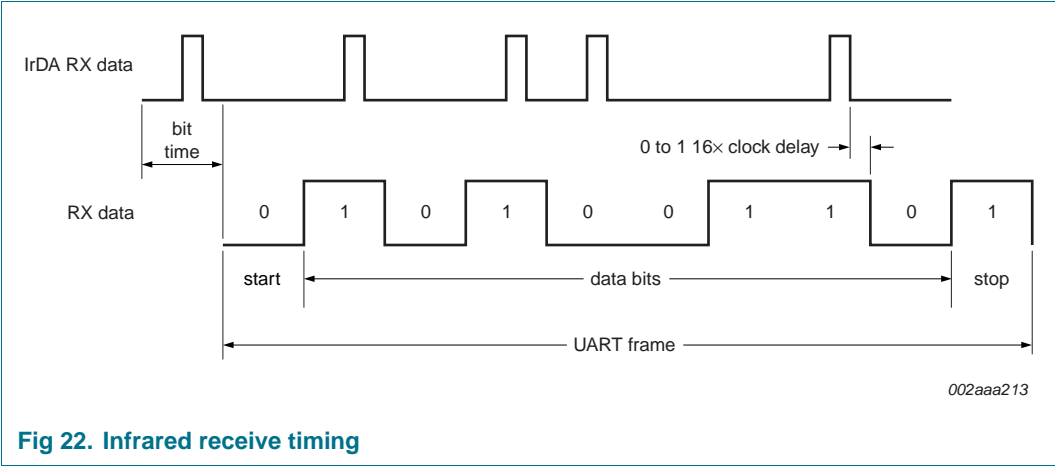 IrDA RX data
bit
time
0 to 1 16× clock delay
RX data
0 1 0 1 0 0 1 1 0 1
start
data bits
stop
UART frame
002aaa213
Fig 22. Infrared receive timing